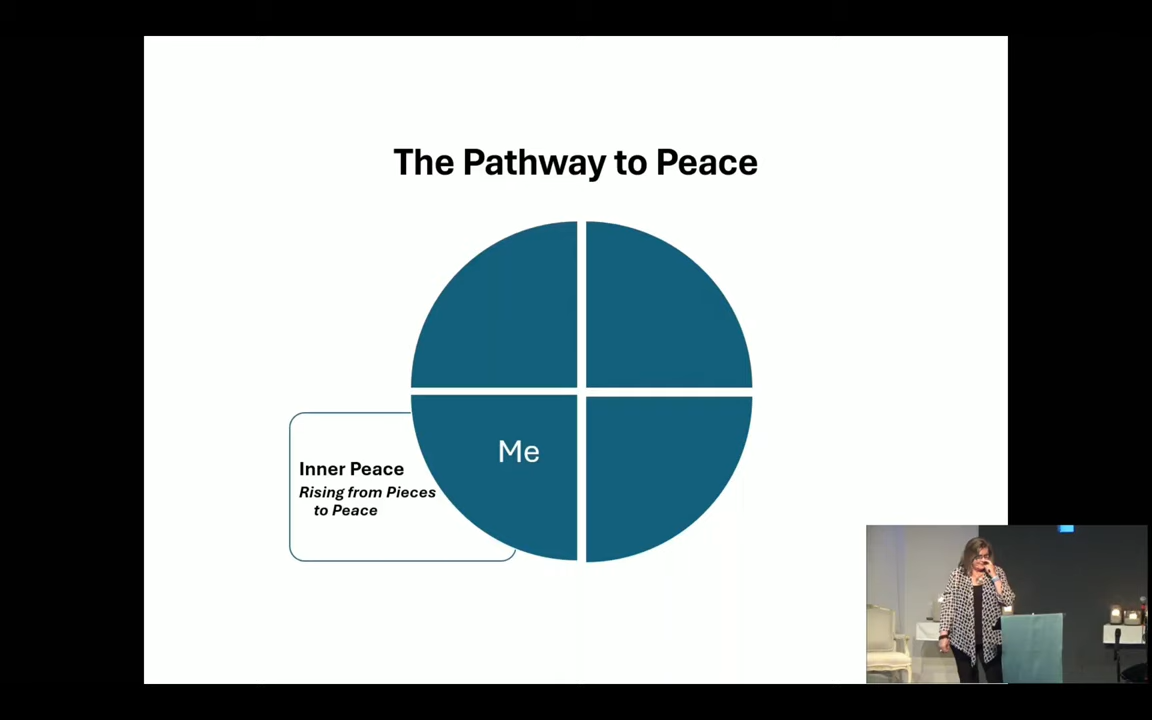 The Pathway to Peace
Me
Inner Peace
Rising from Pieces
to Peace